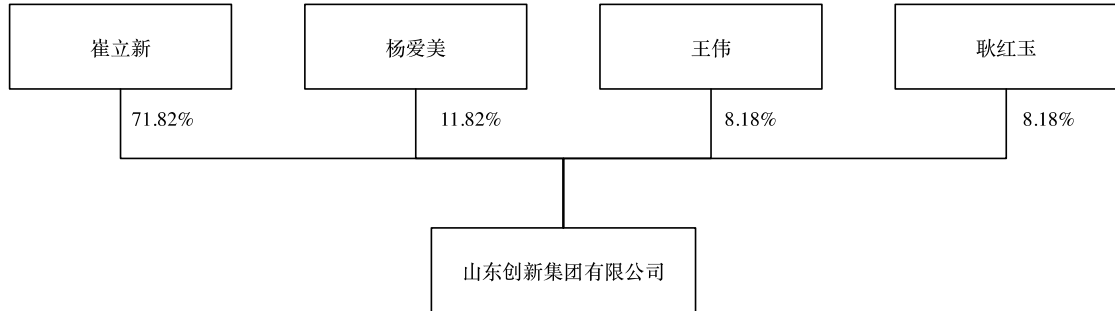 崔立新
杨爱美
王伟
耿红玉
71.82%
11.82%
8.18%
8.18%
山东创新集团有限公司